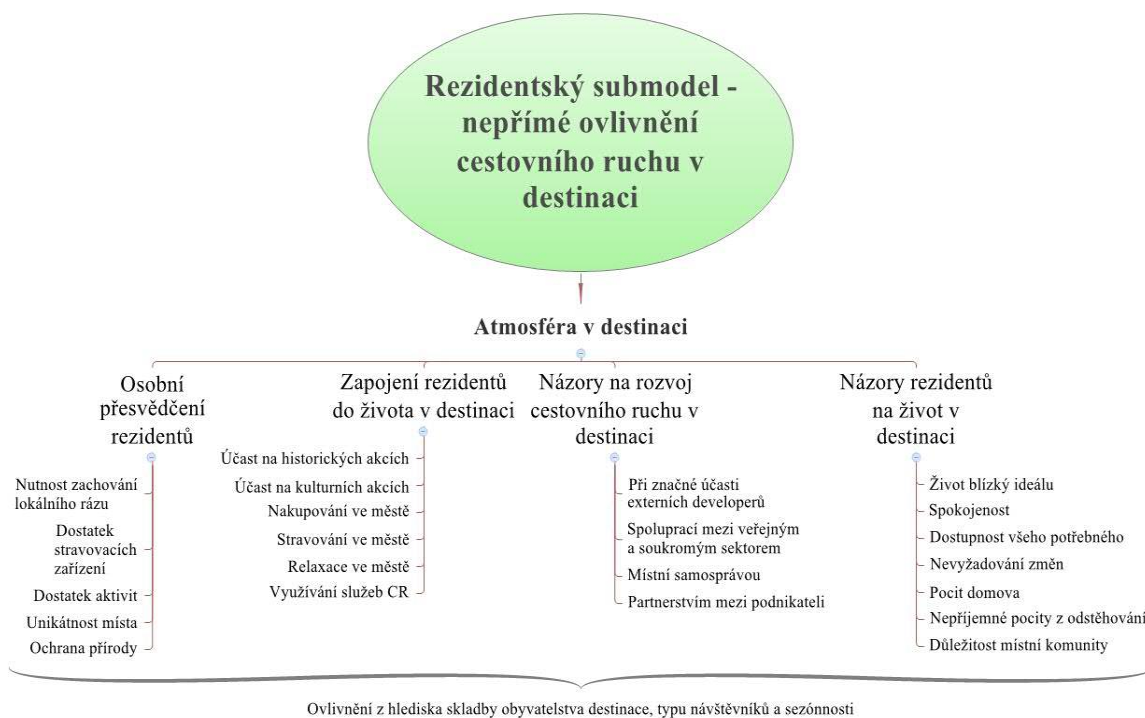 Rezidentský submodel -
nepřímé ovlivnění
cestovního ruchu v
destinaci
Atmosféra v destinaci
Osobní
přesvědčení
rezidentů
Nutnost zachování
lokálního rázu
Dostatek
stravovacích
zařízení
Dostatek aktivit
Unikátnost místa
Ochrana přírody
Zapojení rezidentů
do života v destinaci
Účast na historických akcích
Účast na kulturních akcích
Nakupování ve městě
Stravování ve městě
Relaxace ve městě
Využívání služeb CR
Názory na rozvoj
cestovního ruchu v
destinaci
Při značné účasti
externích developerů
Spoluprací mezi veřejným
a soukromým sektorem
Místní samosprávou
Partnerstvím mezi podnikateli
Názory rezidentů
na život v
destinaci
Život blízký ideálu
Spokojenost
Dostupnost všeho potřebného
Nevyžadování změn
Pocit domova
Nepříjemné pocity z odstěhování
Důležitost místní komunity
Ovlivnění z hlediska skladby obyvatelstva destinace, typu návštěvníků a sezónnosti